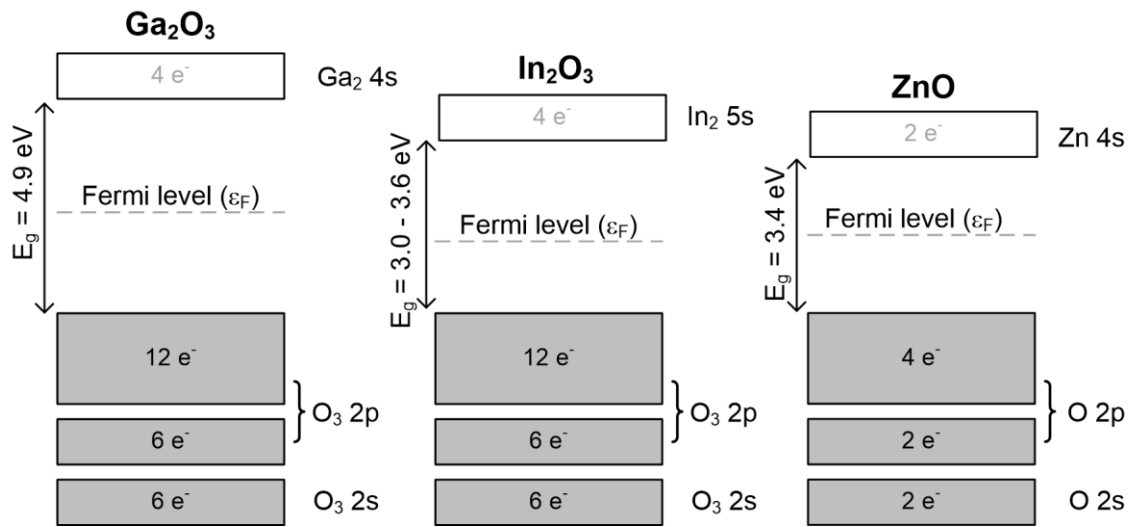 Ga₂O₃
4 e⁻
Ga₂ 4s
E_g = 4.9 eV
Fermi level (ε_F)
12 e⁻
6 e⁻
O₃ 2p
6 e⁻
O₃ 2s
In₂O₃
4 e⁻
In₂ 5s
E_g = 3.0 - 3.6 eV
Fermi level (ε_F)
12 e⁻
6 e⁻
O₃ 2p
6 e⁻
O₃ 2s
ZnO
2 e⁻
Zn 4s
E_g = 3.4 eV
Fermi level (ε_F)
4 e⁻
2 e⁻
O 2p
2 e⁻
O 2s